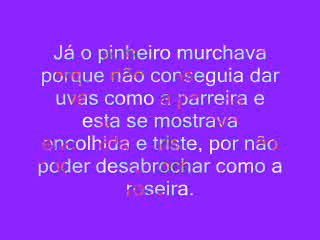 Já o pinheiro murchava
porque não conseguia dar
uvas como a parreira e
esta se mostrava
encolhida e triste, por não
poder desabrochar como a
roseira.